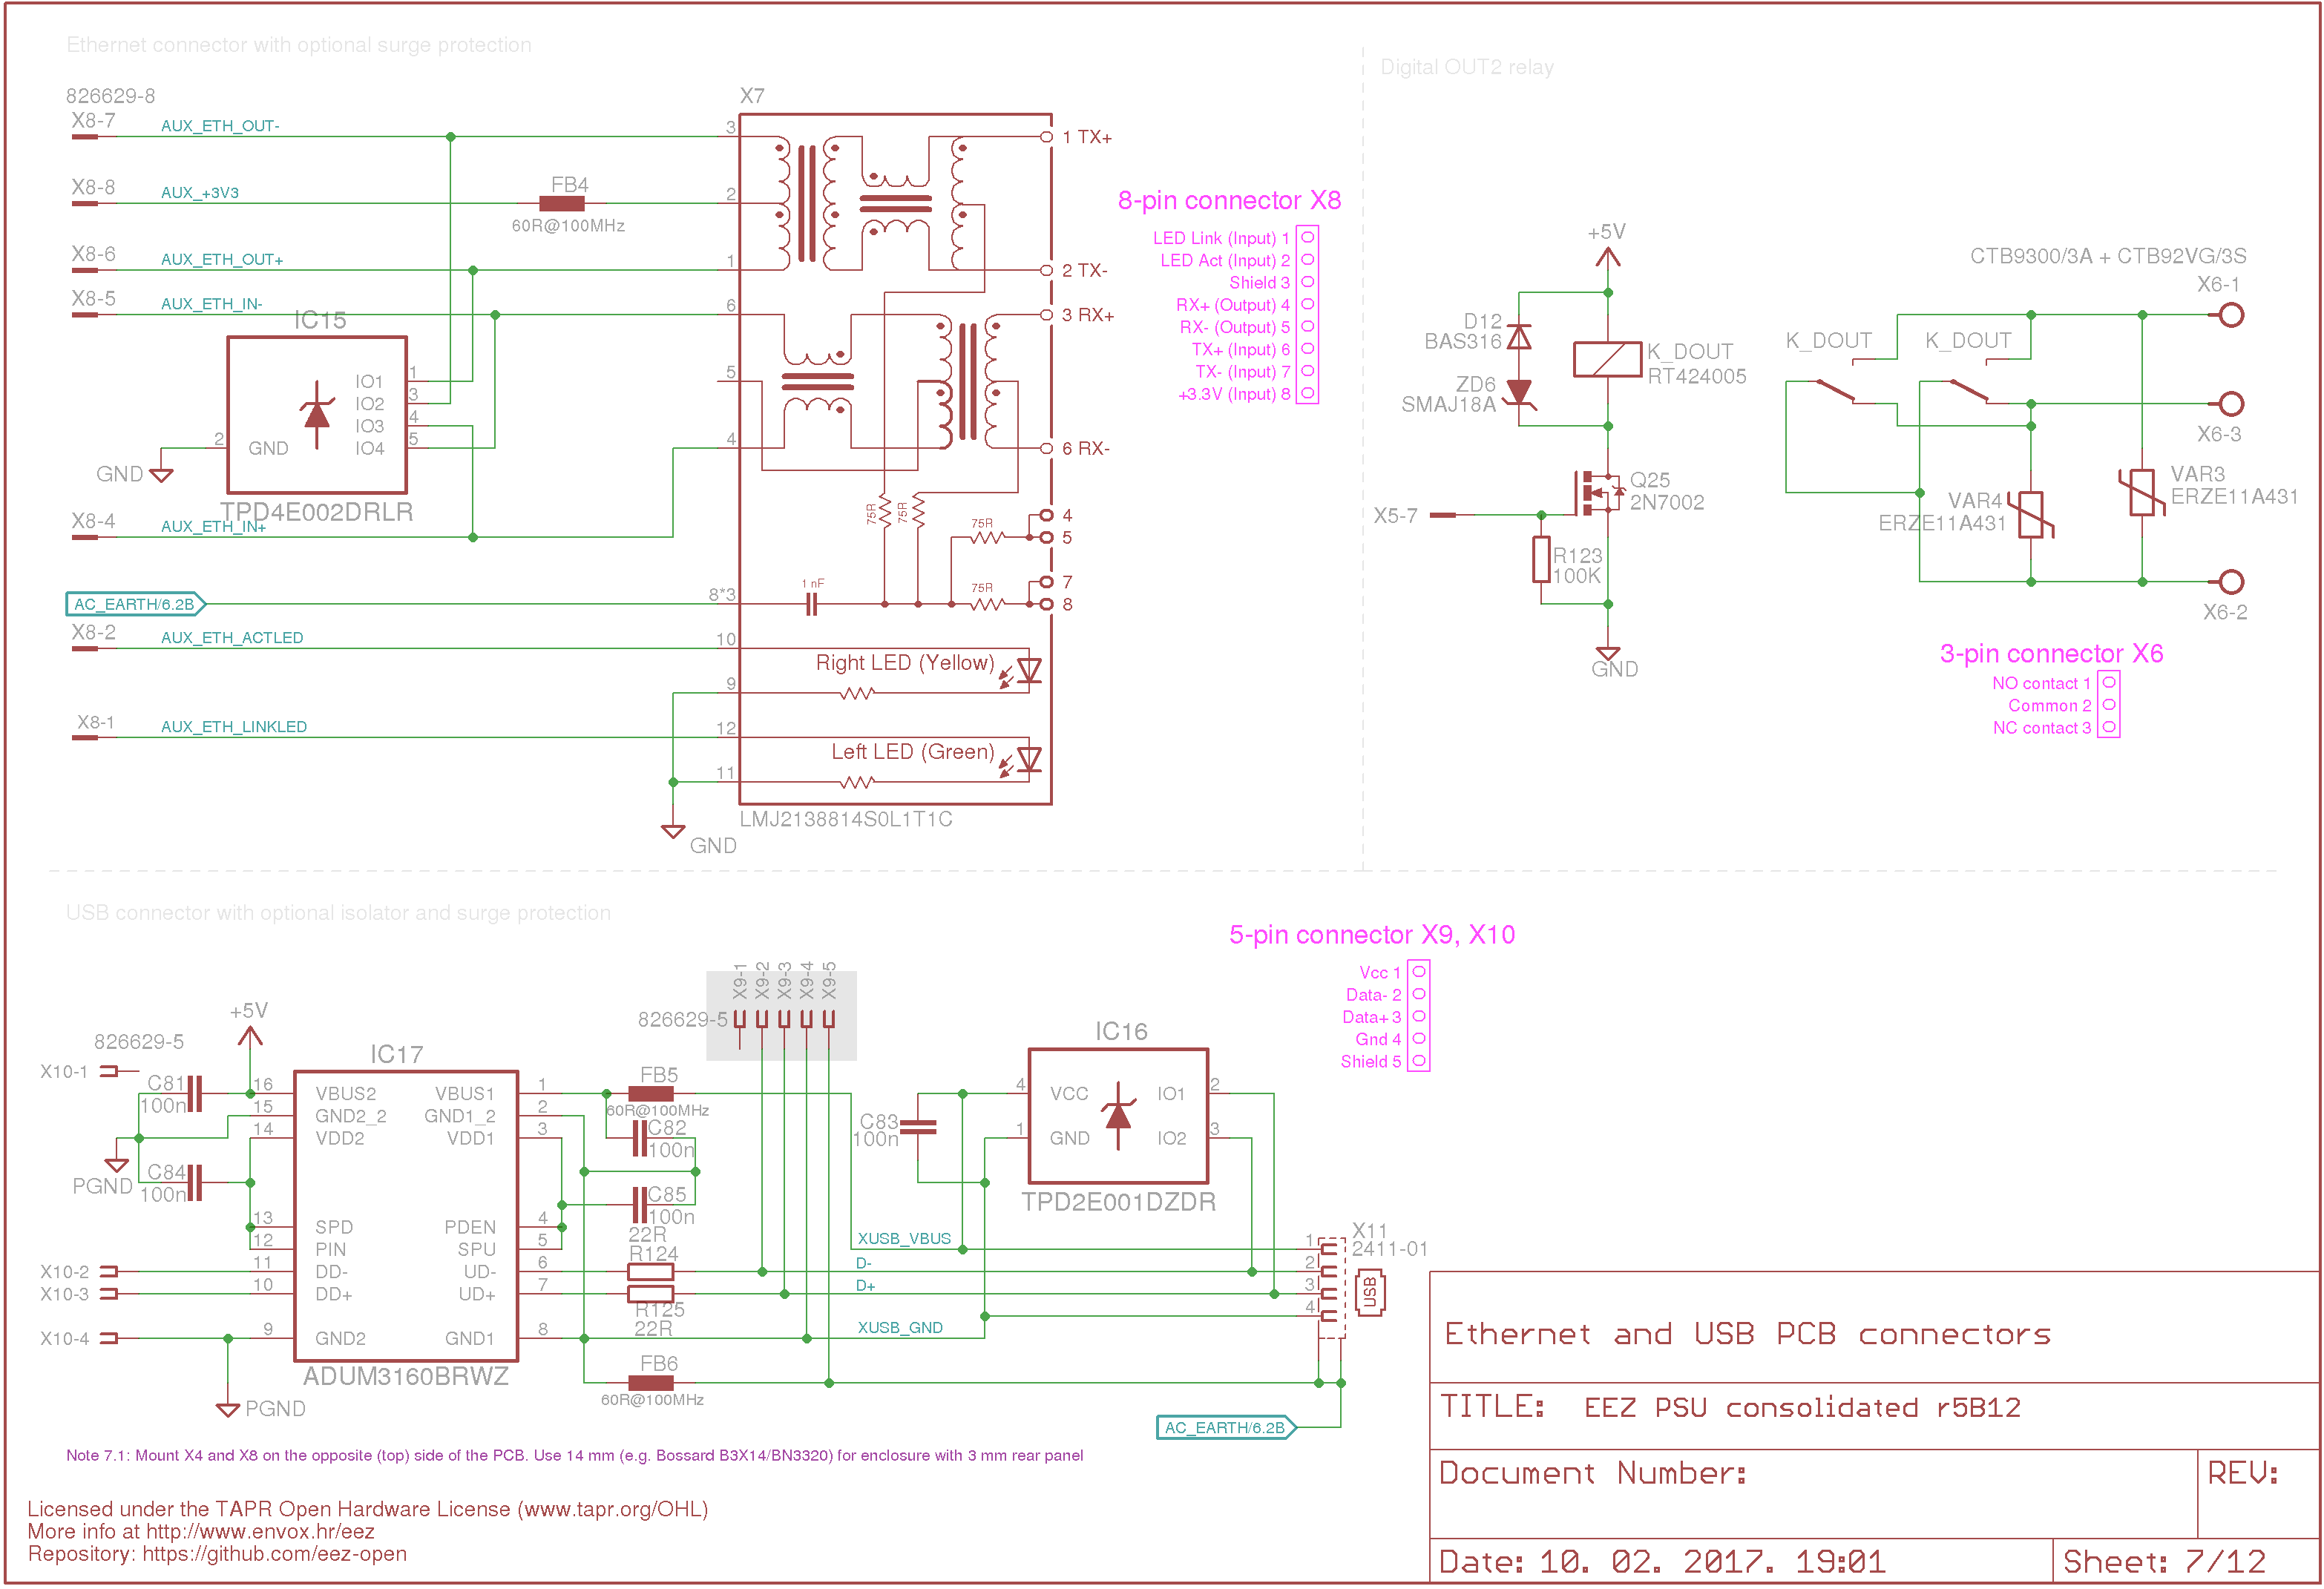 Ethernet connector with optional surge protection
826629-8
X8-7
AUX_ETH_OUT-
X8-8
AUX_+3V3
FB4
60R@100MHz
X8-6
AUX_ETH_OUT+
X8-5
AUX_ETH_IN-
IC15
IO1 1
IO2 3
IO3 4
IO4 5
2 GND
GND
TPD4E002DRLR
X8-4
AUX_ETH_IN+
AC_EARTH/6.2B
X8-2
AUX_ETH_ACTLED
X8-1
AUX_ETH_LINKLED
GND
X7
3
2
1
6
5
4
8*3
10
9
12
11
1 TX+
2 TX-
3 RX+
6 RX-
75R
75R
75R
4
5
1 nF
75R
7
8
Right LED (Yellow)
Left LED (Green)
LMJ2138814S0L1T1C
8-pin connector X8
LED Link (Input) 1
LED Act (Input) 2
Shield 3
RX+ (Output) 4
RX- (Output) 5
TX+ (Input) 6
TX- (Input) 7
+3.3V (Input) 8
Digital OUT2 relay
+5V
D12
BAS316
ZD6
SMAJ18A
K_DOUT
RT424005
Q25
2N7002
X5-7
R123
100K
GND
CTB9300/3A + CTB92VG/3S
X6-1
K_DOUT
K_DOUT
X6-3
VAR3
ERZE11A431
VAR4
ERZE11A431
X6-2
3-pin connector X6
NO contact 1
Common 2
NC contact 3
USB connector with optional isolator and surge protection
+5V
826629-5
X10-1
C81
100n
PGND
C84
100n
X10-2
X10-3
X10-4
PGND
IC17
16 VBUS2 VBUS1 1
15 GND2_2 GND1_2 2
14 VDD2 VDD1 3
13 SPD PDEN 4
12 PIN SPU 5
11 DD- UD- 6
10 DD+ UD+ 7
9 GND2 GND1 8
ADUM3160BRWZ
FB5
60R@100MHz
C82
100n
C85
100n
22R
R124
R125
22R
FB6
60R@100MHz
826629-5
X9-1
X9-2
X9-3
X9-4
X9-5
C83
100n
IC16
4 VCC IO1 2
1 GND IO2 3
TPD2E001DZDR
XUSB_VBUS
D-
D+
XUSB_GND
X11
2411-01
1
2
3
4
USB
AC_EARTH/6.2B
5-pin connector X9, X10
Vcc 1
Data- 2
Data+ 3
Gnd 4
Shield 5
Note 7.1: Mount X4 and X8 on the opposite (top) side of the PCB. Use 14 mm (e.g. Bossard B3X14/BN3320) for enclosure with 3 mm rear panel
Licensed under the TAPR Open Hardware License (www.tapr.org/OHL)
More info at http://www.envox.hr/eez
Repository: https://github.com/eez-open
Ethernet and USB PCB connectors
TITLE: EEZ PSU consolidated r5B12
Document Number:
REV:
Date: 10. 02. 2017. 19:01
Sheet: 7/12